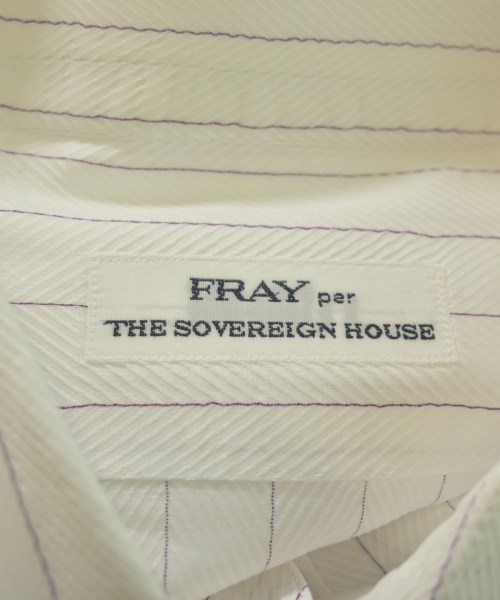 FRAY per
THE SOVEREIGN HOUSE